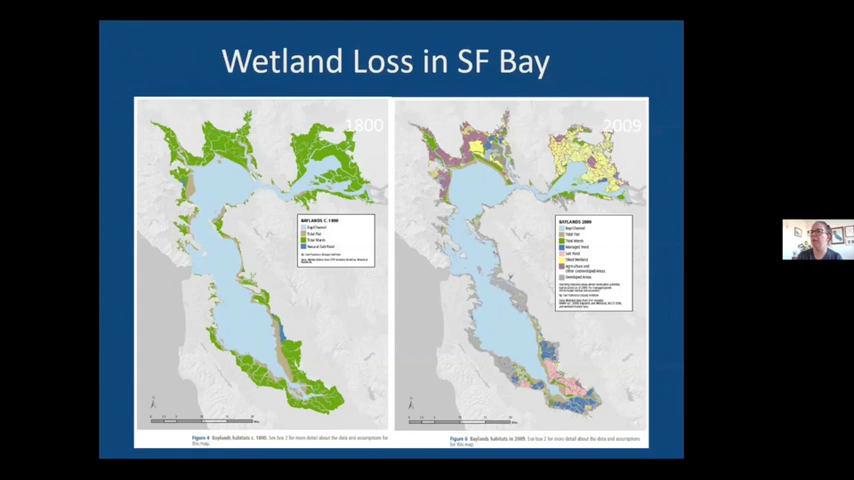 Wetland Loss in SF Bay
1800
2009
BAYLANDS C. 1800
Bay/Channel
Tidal Flat
Tidal Marsh
Natural Salt Pond
BAYLANDS 2009
Bay/Channel
Tidal Flat
Tidal Marsh
Managed Pond
Salt Pond
Diked Wetland
Agriculture and
other Undeveloped Areas
Developed Areas
Figure 4 Baylands habitats c. 1800. See box 2 for more detail about the data and assumptions for
this map.
Figure 6 Baylands habitats in 2009. See box 2 for more detail about the data and assumptions
for this map.